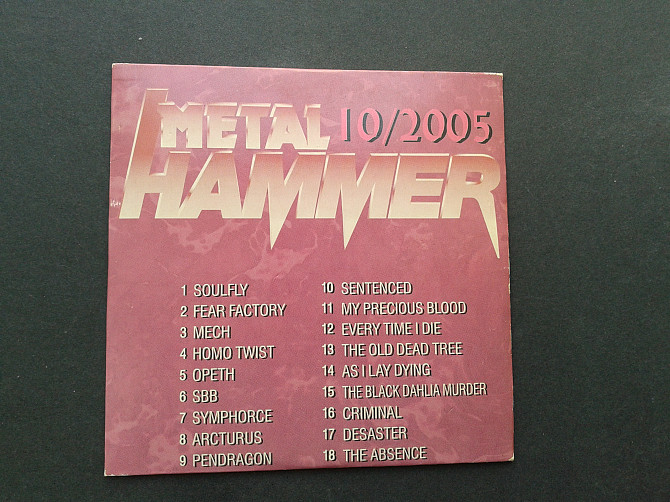 METAL 10/2005
HAMMER
1 SOULFLY
2 FEAR FACTORY
3 MECH
4 HOMO TWIST
5 OPETH
6 SBB
7 SYMPHORCE
8 ARCTURUS
9 PENDRAGON
10 SENTENCED
11 MY PRECIOUS BLOOD
12 EVERY TIME I DIE
13 THE OLD DEAD TREE
14 AS I LAY DYING
15 THE BLACK DAHLIA MURDER
16 CRIMINAL
17 DESASTER
18 THE ABSENCE